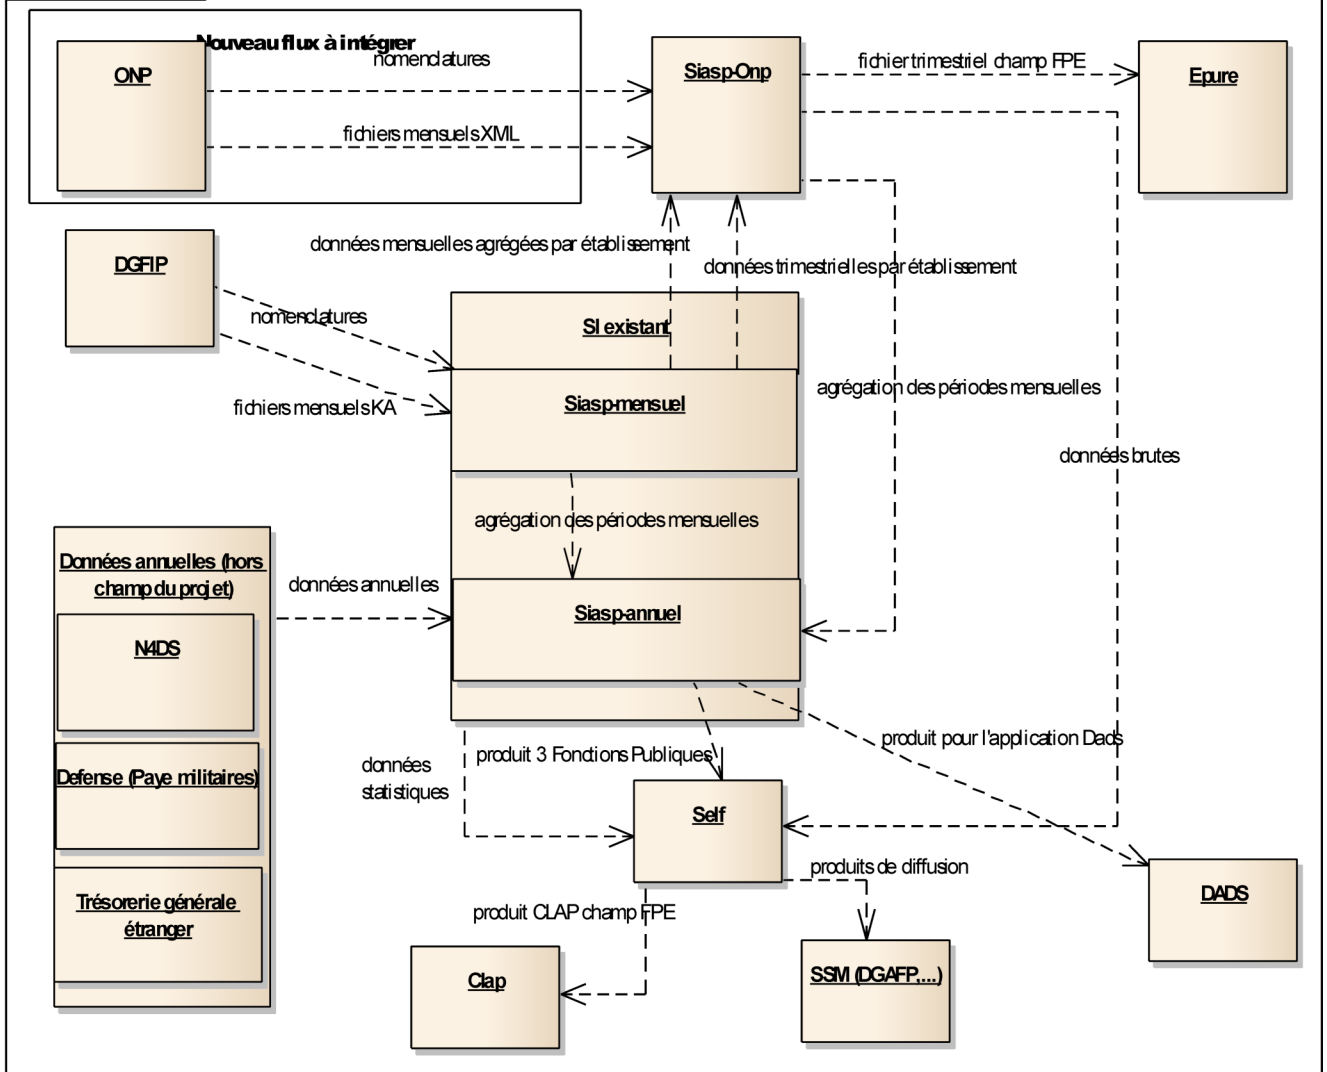 Nouveau flux à intégrer
nomenclatures
ONP
Siasp-Onp
fichier trimestriel champ FPE
Epure
fichiers mensuels XML
données mensuelles agrégées par établissement
données trimestrielles par établissement
DGFIP
nomenclatures
SI existant
agrégation des périodes mensuelles
fichiers mensuels KA
Siasp-mensuel
données brutes
agrégation des périodes mensuelles
Données annuelles (hors
champ du projet)
données annuelles
Siasp-annuel
N4DS
produit pour l'application Dads
produit 3 Fonctions Publiques
données
statistiques
Defense (Paye militaires)
Self
produits de diffusion
Trésorerie générale
étranger
produit CLAP champ FPE
DADS
Clap
SSM (DGAFP,...)